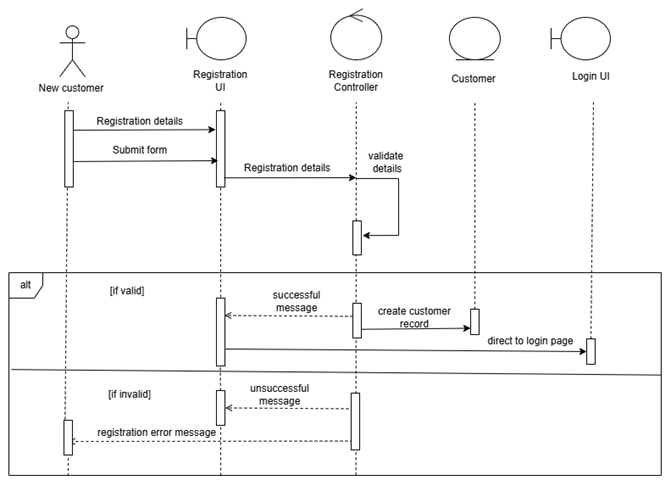 New customer
Registration
UI
Registration
Controller
Customer
Login UI
Registration details
Submit form
Registration details
validate
details
alt
[if valid]
successful
message
create customer
record
direct to login page
[if invalid]
unsuccessful
message
registration error message